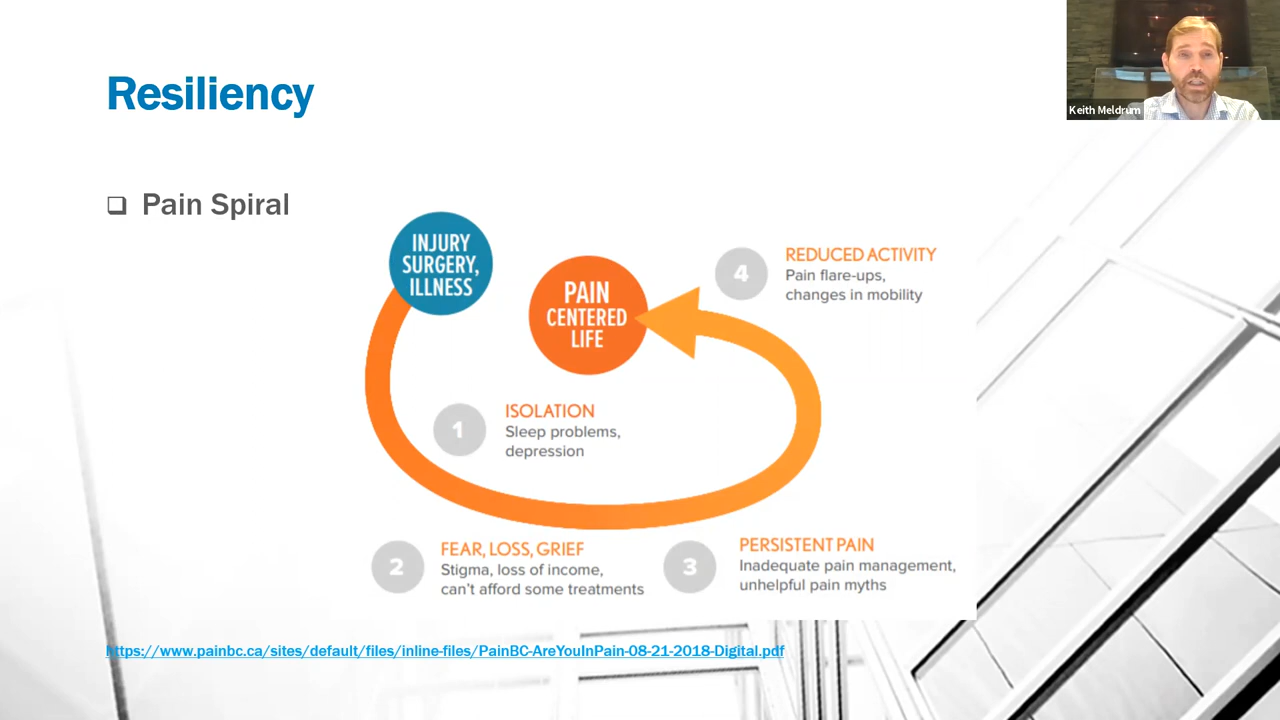 Resiliency
Keith Meldrum
❑ Pain Spiral
INJURY
SURGERY,
ILLNESS
PAIN
CENTERED
LIFE
4
REDUCED ACTIVITY
Pain flare-ups,
changes in mobility
1
ISOLATION
Sleep problems,
depression
2
FEAR, LOSS, GRIEF
Stigma, loss of income,
can't afford some treatments
3
PERSISTENT PAIN
Inadequate pain management,
unhelpful pain myths
https://www.painbc.ca/sites/default/files/inline-files/PainBC-AreYouInPain-08-21-2018-Digital.pdf